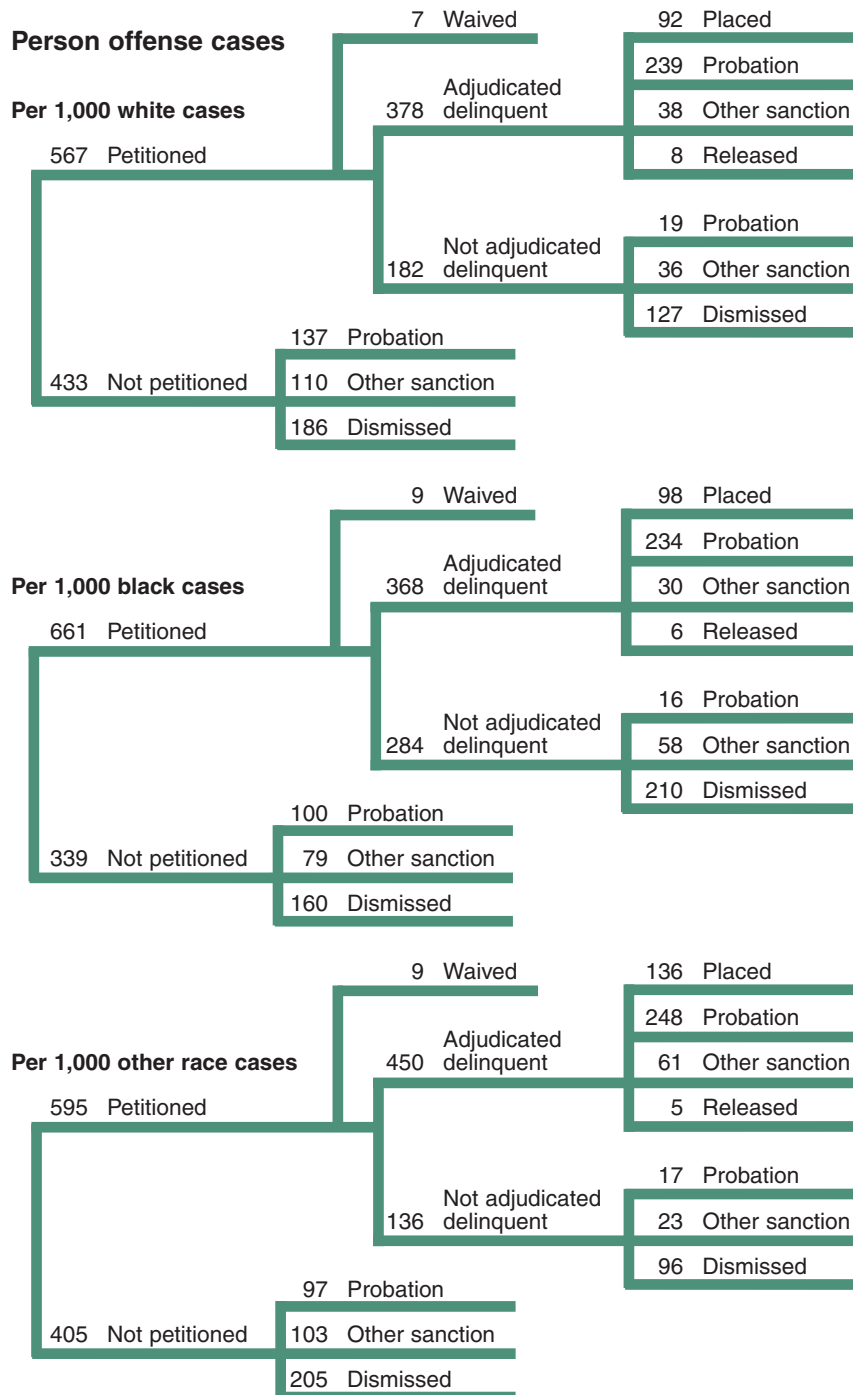 Person offense cases
Per 1,000 white cases
567 Petitioned
7 Waived
378 Adjudicated
delinquent
92 Placed
239 Probation
38 Other sanction
8 Released
182 Not adjudicated
delinquent
19 Probation
36 Other sanction
127 Dismissed
433 Not petitioned
137 Probation
110 Other sanction
186 Dismissed
Per 1,000 black cases
661 Petitioned
9 Waived
368 Adjudicated
delinquent
98 Placed
234 Probation
30 Other sanction
6 Released
284 Not adjudicated
delinquent
16 Probation
58 Other sanction
210 Dismissed
339 Not petitioned
100 Probation
79 Other sanction
160 Dismissed
Per 1,000 other race cases
595 Petitioned
9 Waived
450 Adjudicated
delinquent
136 Placed
248 Probation
61 Other sanction
5 Released
136 Not adjudicated
delinquent
17 Probation
23 Other sanction
96 Dismissed
405 Not petitioned
97 Probation
103 Other sanction
205 Dismissed